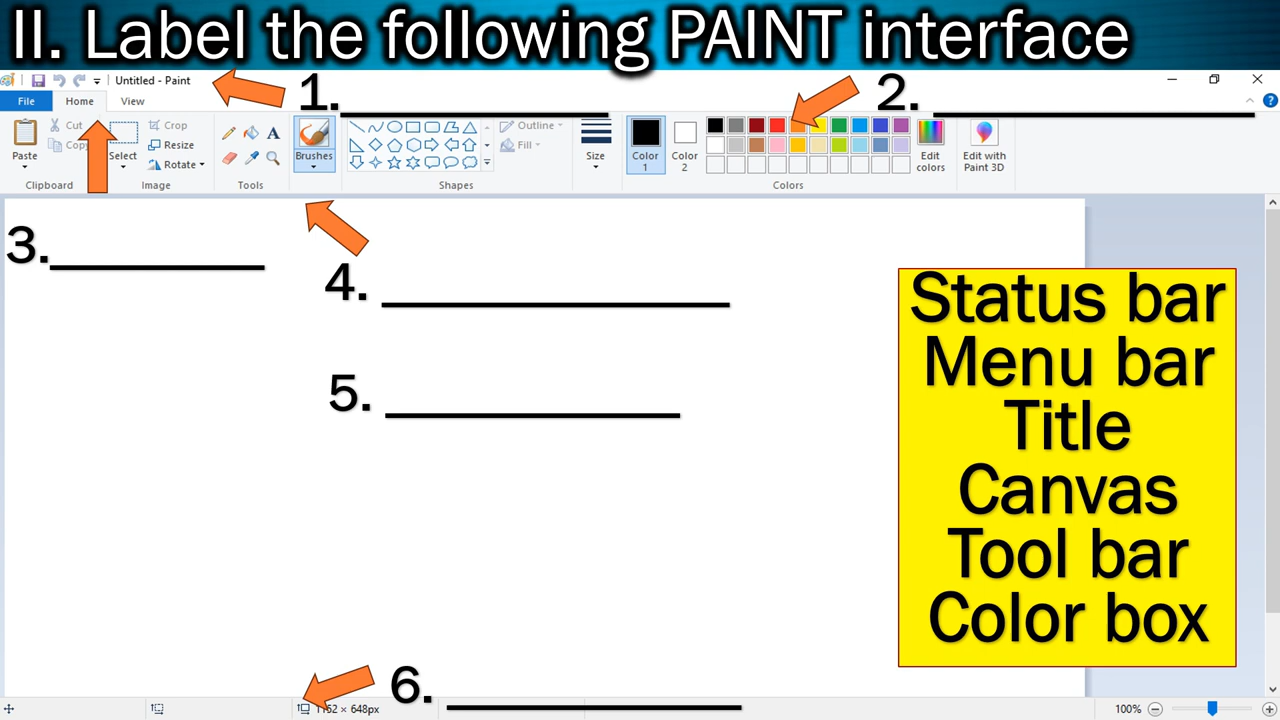 II. Label the following PAINT interface
Untitled - Paint
1.
2.
File Home View
Paste
Cut
Select
Crop
Resize
Rotate
A
Brushes
Outline
Fill
Size
Color 1
Color 2
Edit colors
Edit with Paint 3D
Clipboard Image Tools Shapes Colors
3.
4.
5.
Status bar
Menu bar
Title
Canvas
Tool bar
Color box
6.
× 648px
100%